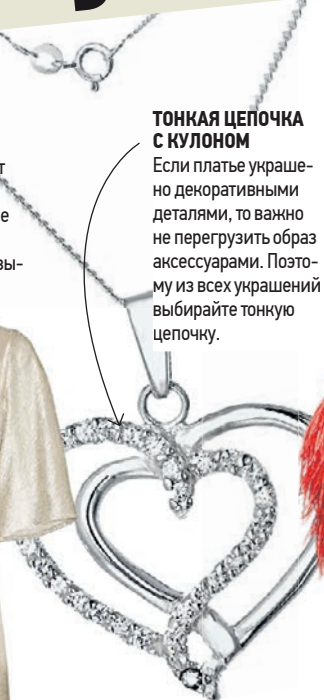 ТОНКАЯ ЦЕПОЧКА
С КУЛОНОМ
Если платье украше-
но декоративными
деталями, то важно
не перегрузить образ
аксессуарами. Поэто-
му из всех украшений
выбирайте тонкую
цепочку.